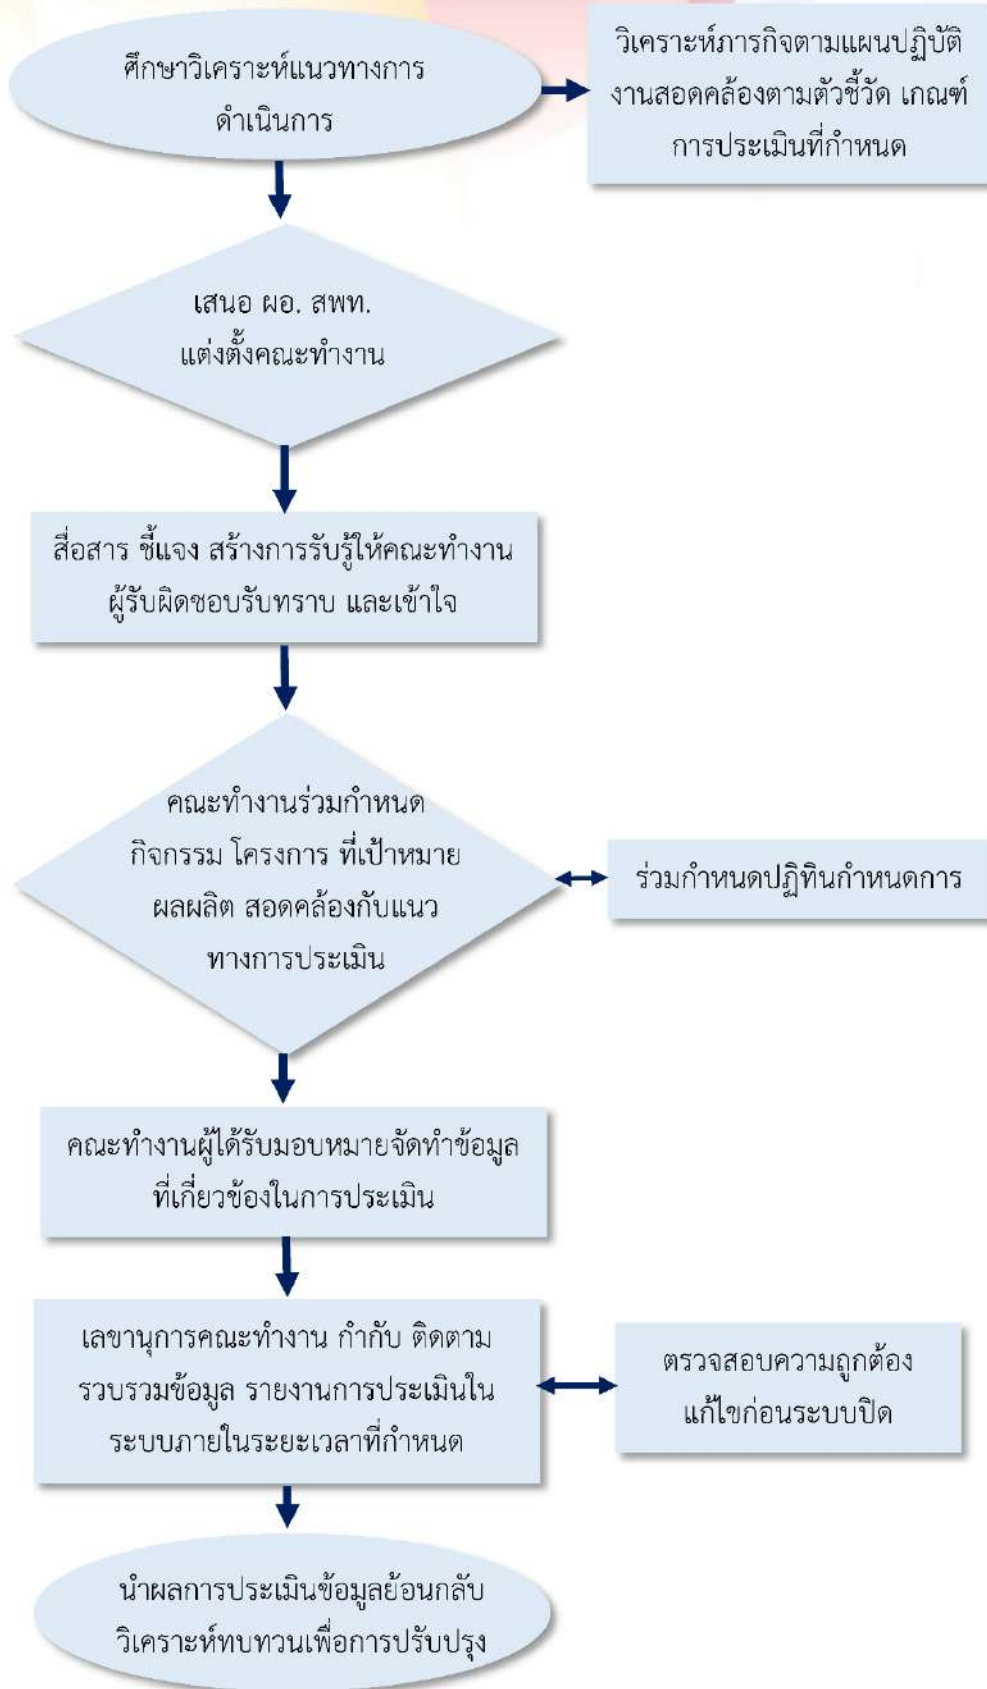 ศึกษาวิเคราะห์แนวทางการ
ดำเนินการ
วิเคราะห์ภารกิจตามแผนปฏิบัติ
งานสอดคล้องตามตัวชี้วัด เกณฑ์
การประเมินที่กำหนด
เสนอ ผอ. สพท.
แต่งตั้งคณะทำงาน
สื่อสาร ชี้แจง สร้างการรับรู้ให้คณะทำงาน
ผู้รับผิดชอบรับทราบ และเข้าใจ
คณะทำงานร่วมกำหนด
กิจกรรม โครงการ ที่เป้าหมาย
ผลผลิต สอดคล้องกับแนว
ทางการประเมิน
ร่วมกำหนดปฏิทินกำหนดการ
คณะทำงานผู้ได้รับมอบหมายจัดทำข้อมูล
ที่เกี่ยวข้องในการประเมิน
เลขานุการคณะทำงาน กำกับ ติดตาม
รวบรวมข้อมูล รายงานการประเมินใน
ระบบภายในระยะเวลาที่กำหนด
ตรวจสอบความถูกต้อง
แก้ไขก่อนระบบปิด
นำผลการประเมินข้อมูลย้อนกลับ
วิเคราะห์ทบทวนเพื่อการปรับปรุง